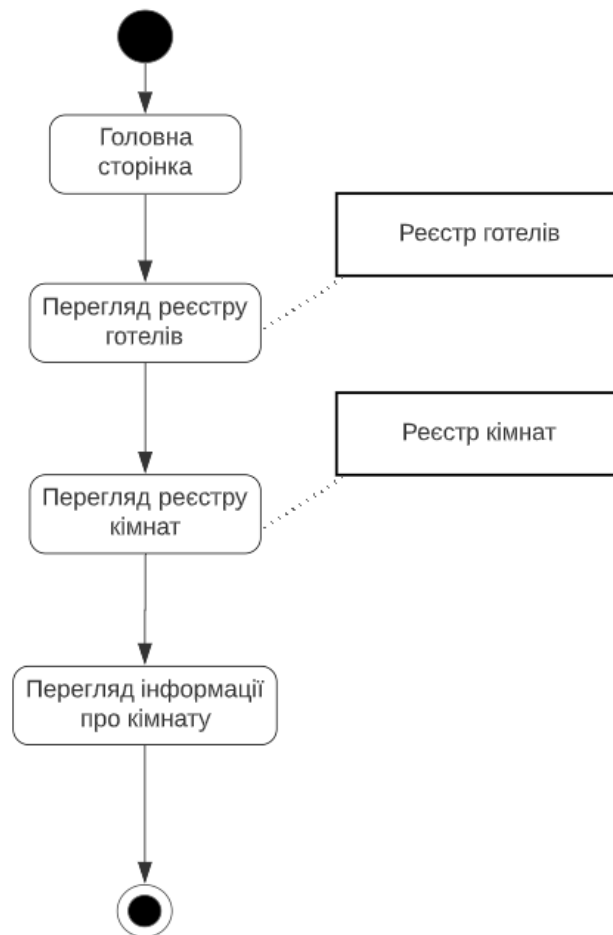 Головна
сторінка
Реєстр готелів
Перегляд реєстру
готелів
Реєстр кімнат
Перегляд реєстру
кімнат
Перегляд інформації
про кімнату